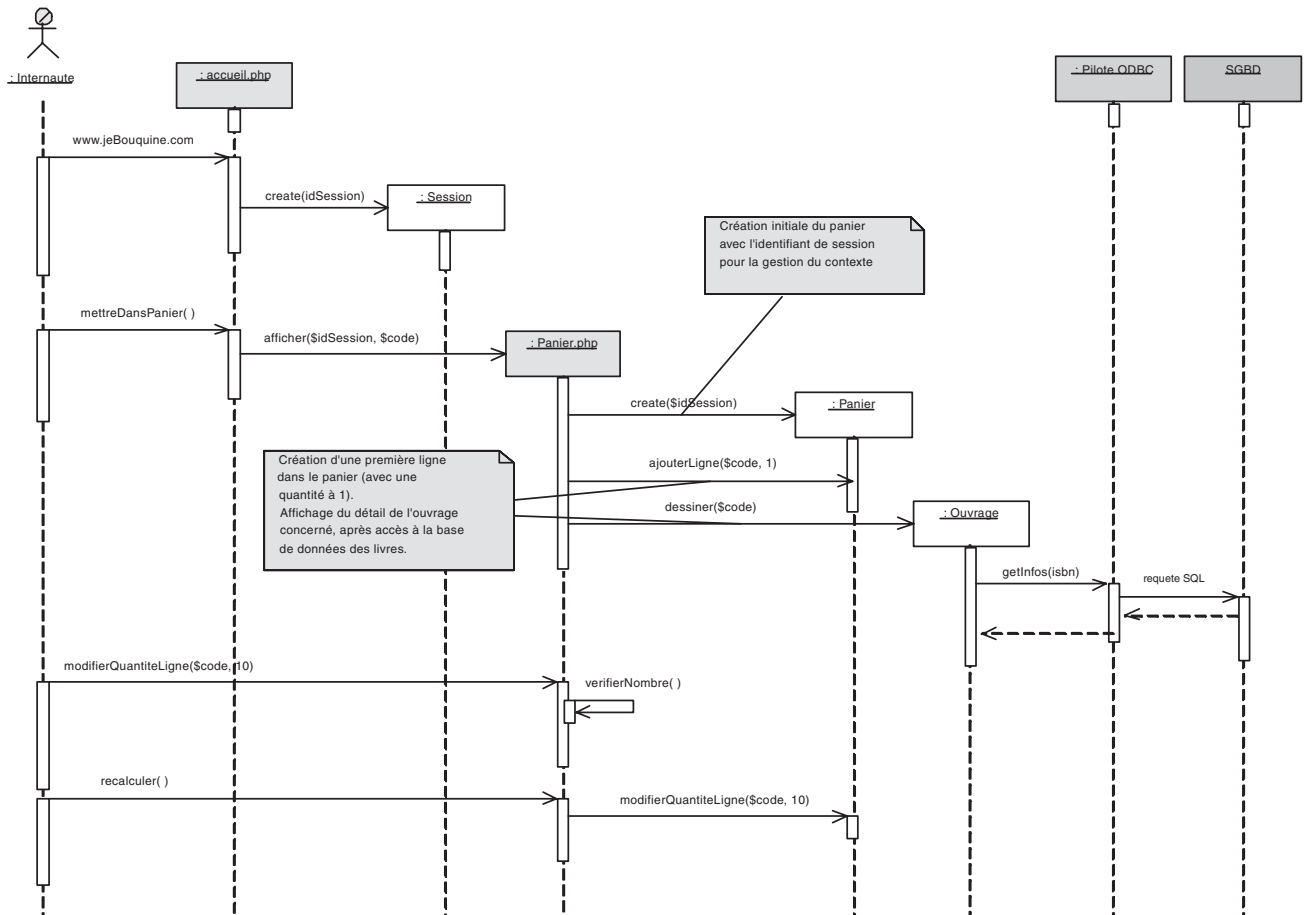 : Internaute
: accueil.php
: Pilote ODBC
SGBD
www.jeBouquine.com
create(idSession)
: Session
Création initiale du panier
avec l'identifiant de session
pour la gestion du contexte
mettreDansPanier( )
afficher($idSession, $code)
: Panier.php
create($idSession)
: Panier
Création d'une première ligne
dans le panier (avec une
quantité à 1).
Affichage du détail de l'ouvrage
concerné, après accès à la base
de données des livres.
ajouterLigne($code, 1)
dessiner($code)
: Ouvrage
getInfos(isbn)
requete SQL
modifierQuantiteLigne($code, 10)
verifierNombre( )
recalculer( )
modifierQuantiteLigne($code, 10)